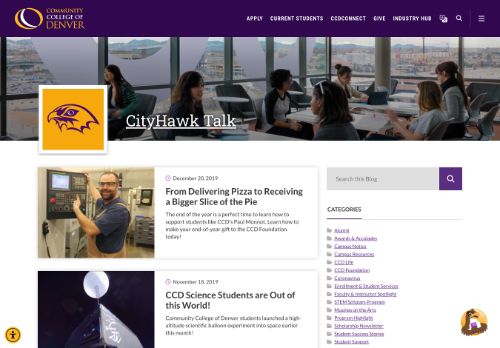 COMMUNITY
COLLEGE OF
DENVER
APPLY CURRENT STUDENTS CCDCONNECT GIVE INDUSTRY HUB
CityHawk Talk
December 20, 2019
From Delivering Pizza to Receiving
a Bigger Slice of the Pie
The end of the year is a perfect time to learn how to
support students like CCD's Paul Monnot. Learn how to
make your end-of-year gift to the CCD Foundation
today!
November 18, 2019
CCD Science Students are Out of
this World!
Community College of Denver students launched a high-
altitude scientific balloon experiment into space earlier
this month!
Search this Blog
CATEGORIES
Alumni
Awards & Accolades
Campus Notice
Campus Resources
CCD Life
CCD Foundation
Coronavirus
Enrollment & Student Services
Faculty & Instructor Spotlight
STEM Scholars Program
Musings on the Arts
Program Highlight
Scholarship Newsletter
Student Success Stories
Student Support